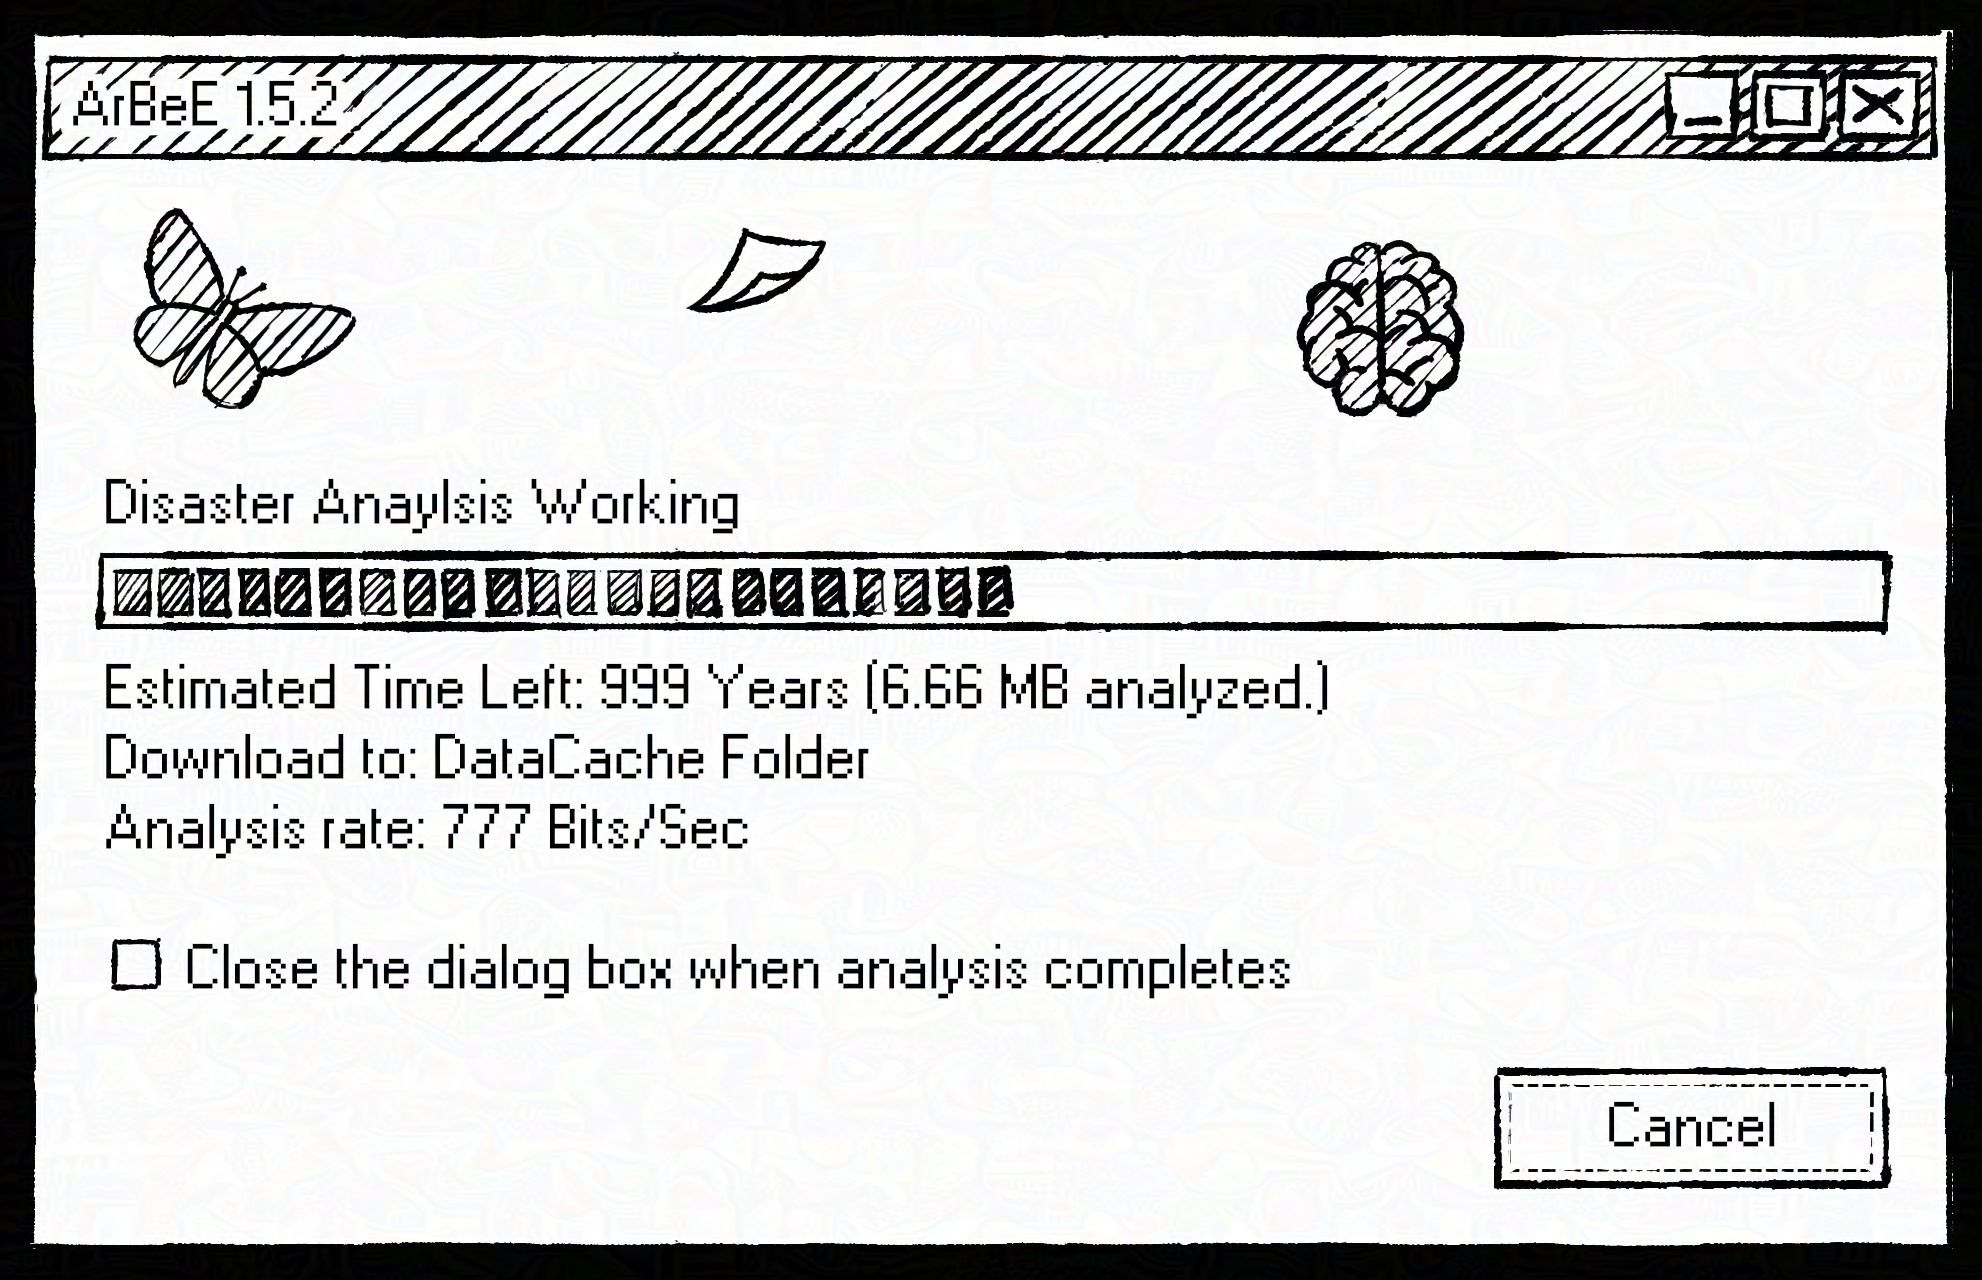 ArBeE 1.5.2
Disaster Anaylsis Working
Estimated Time Left: 999 Years (6.66 MB analyzed.)
Download to: DataCache Folder
Analysis rate: 777 Bits/Sec
Close the dialog box when analysis completes
Cancel